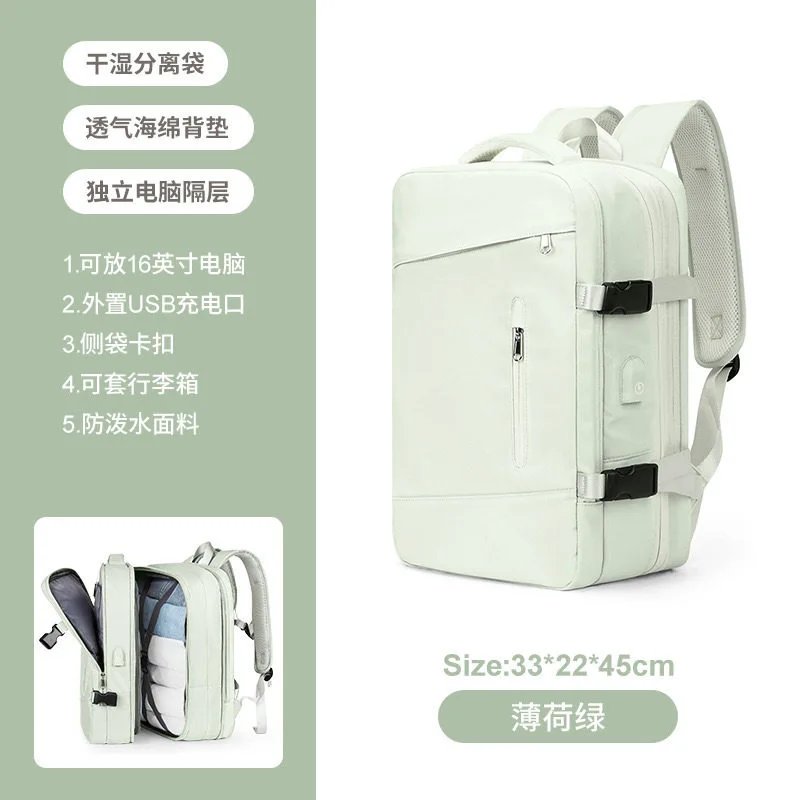 干湿分离袋
透气海绵背垫
独立电脑隔层
1.可放16英寸电脑
2.外置USB充电口
3.侧袋卡扣
4.可套行李箱
5.防泼水面料
Size:33*22*45cm
薄荷绿